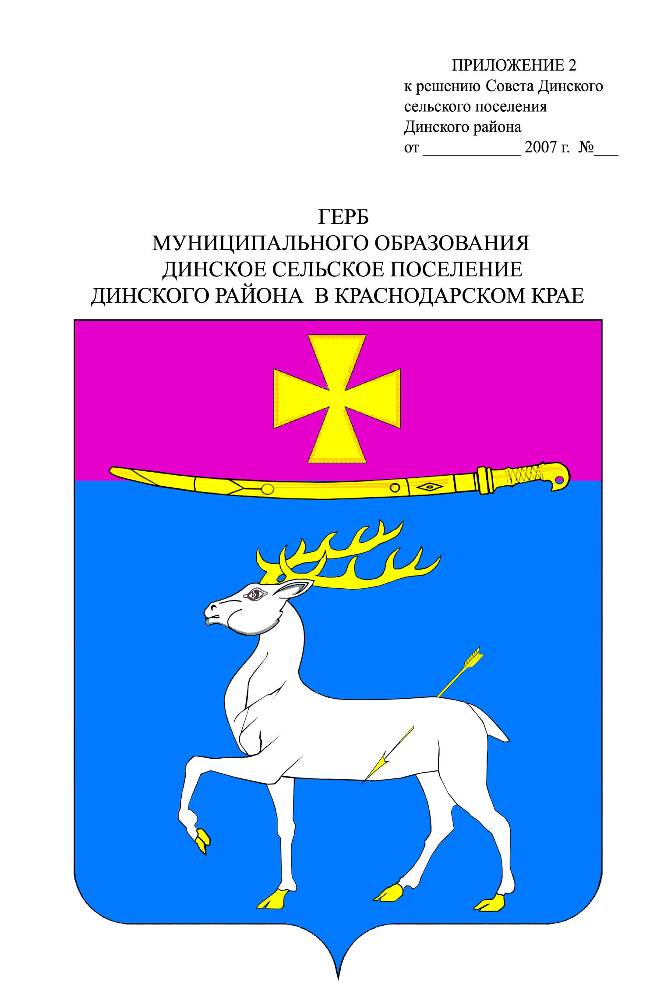 ПРИЛОЖЕНИЕ 2
к решению Совета Динского
сельского поселения
Динского района
от ____________ 2007 г.  №___
ГЕРБ
МУНИЦИПАЛЬНОГО ОБРАЗОВАНИЯ
ДИНСКОЕ СЕЛЬСКОЕ ПОСЕЛЕНИЕ
ДИНСКОГО РАЙОНА  В КРАСНОДАРСКОМ КРАЕ